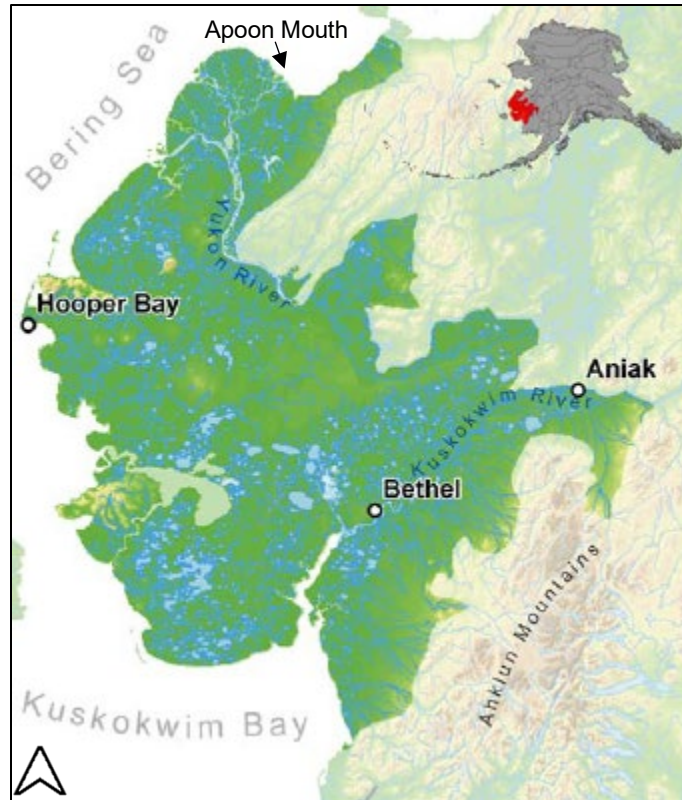 Apoon Mouth
Bering Sea
Yukon River
Hooper Bay
Aniak
Kuskokwim River
Bethel
Ahklun Mountains
Kuskokwim Bay